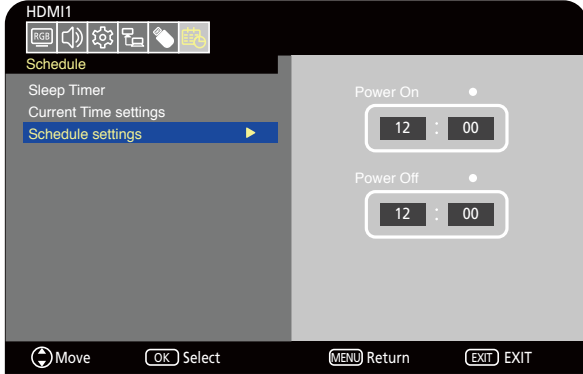 HDMI1
RGB
Schedule
Sleep Timer
Current Time settings
Schedule settings
Power On
12 : 00
Power Off
12 : 00
Move OK Select MENU Return EXIT EXIT